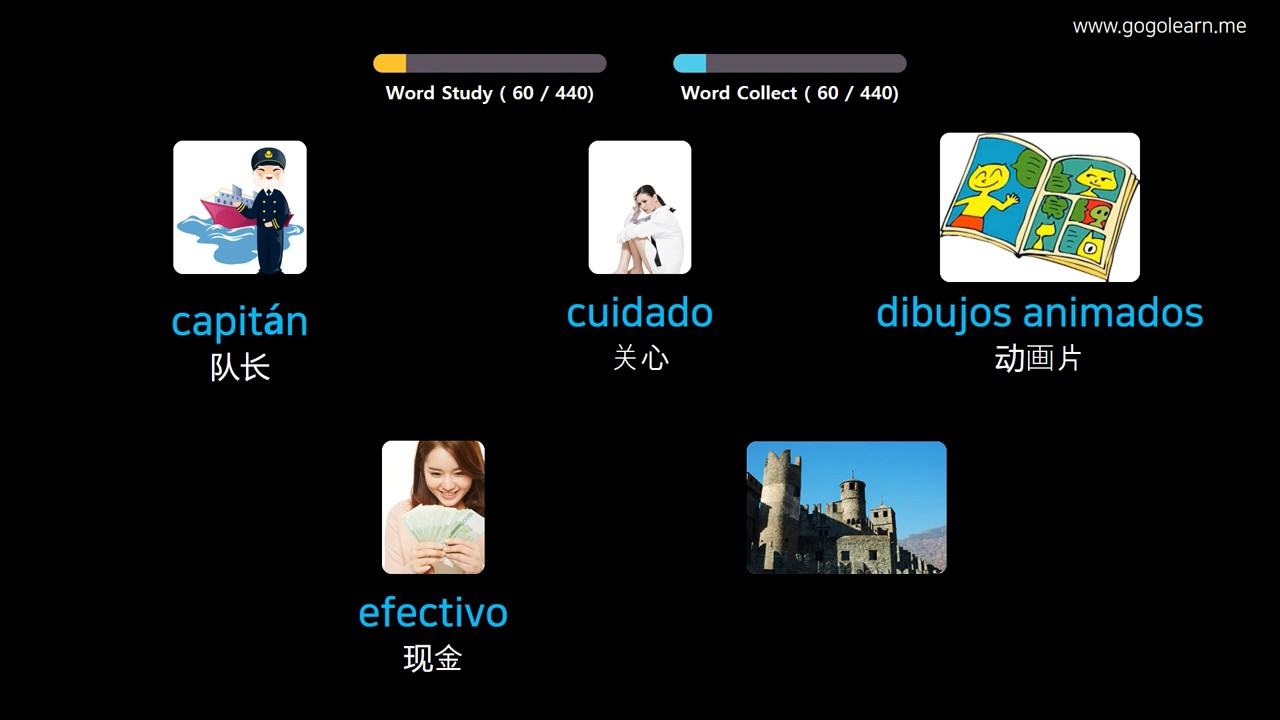 www.gogolearn.me
Word Study ( 60 / 440)
Word Collect ( 60 / 440)
capitán
队长
cuidado
关心
dibujos animados
动画片
efectivo
现金